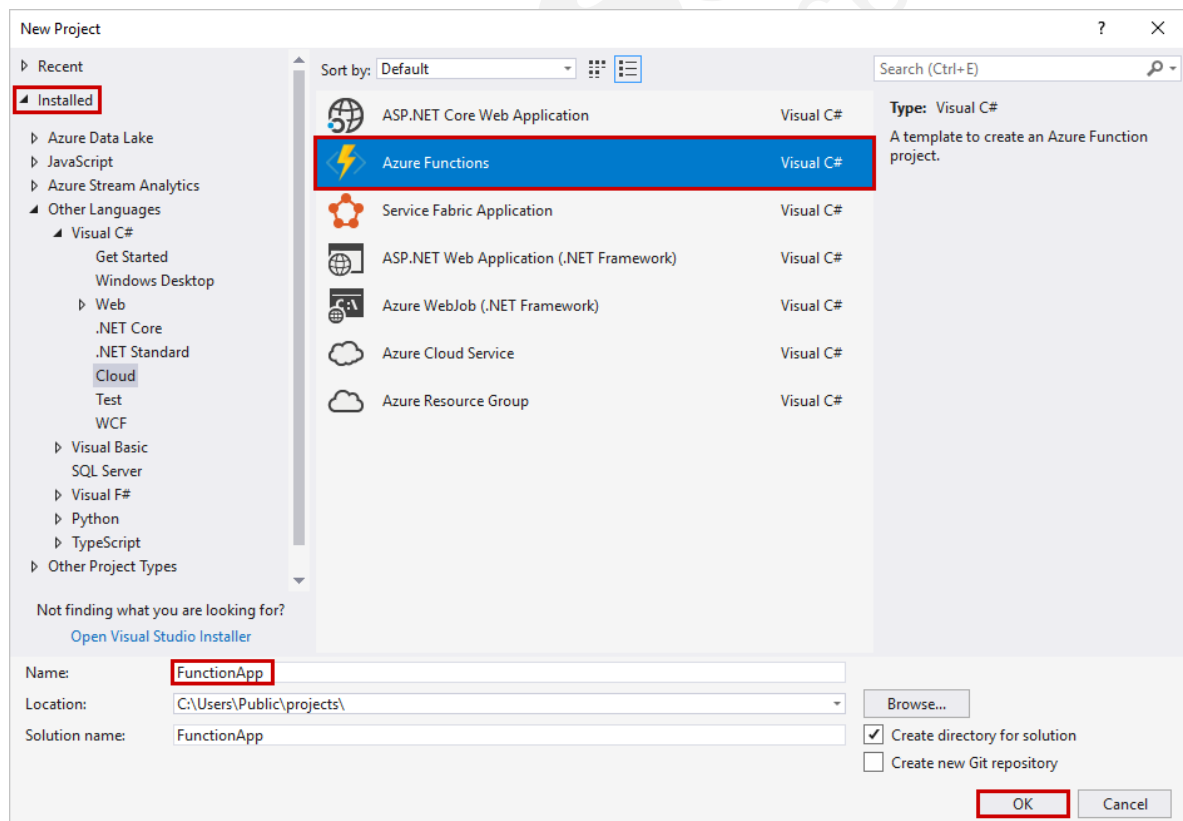 New Project
?
Recent
Installed
Azure Data Lake
JavaScript
Azure Stream Analytics
Other Languages
Visual C#
Get Started
Windows Desktop
Web
.NET Core
.NET Standard
Cloud
Test
WCF
Visual Basic
SQL Server
Visual F#
Python
TypeScript
Other Project Types
Not finding what you are looking for?
Open Visual Studio Installer
Sort by: Default
ASP.NET Core Web Application Visual C#
Azure Functions Visual C#
Service Fabric Application Visual C#
ASP.NET Web Application (.NET Framework) Visual C#
Azure WebJob (.NET Framework) Visual C#
Azure Cloud Service Visual C#
Azure Resource Group Visual C#
Search (Ctrl+E)
Type: Visual C#
A template to create an Azure Function
project.
Name: FunctionApp
Location: C:\Users\Public\projects\ Browse...
Solution name: FunctionApp
Create directory for solution
Create new Git repository
OK Cancel